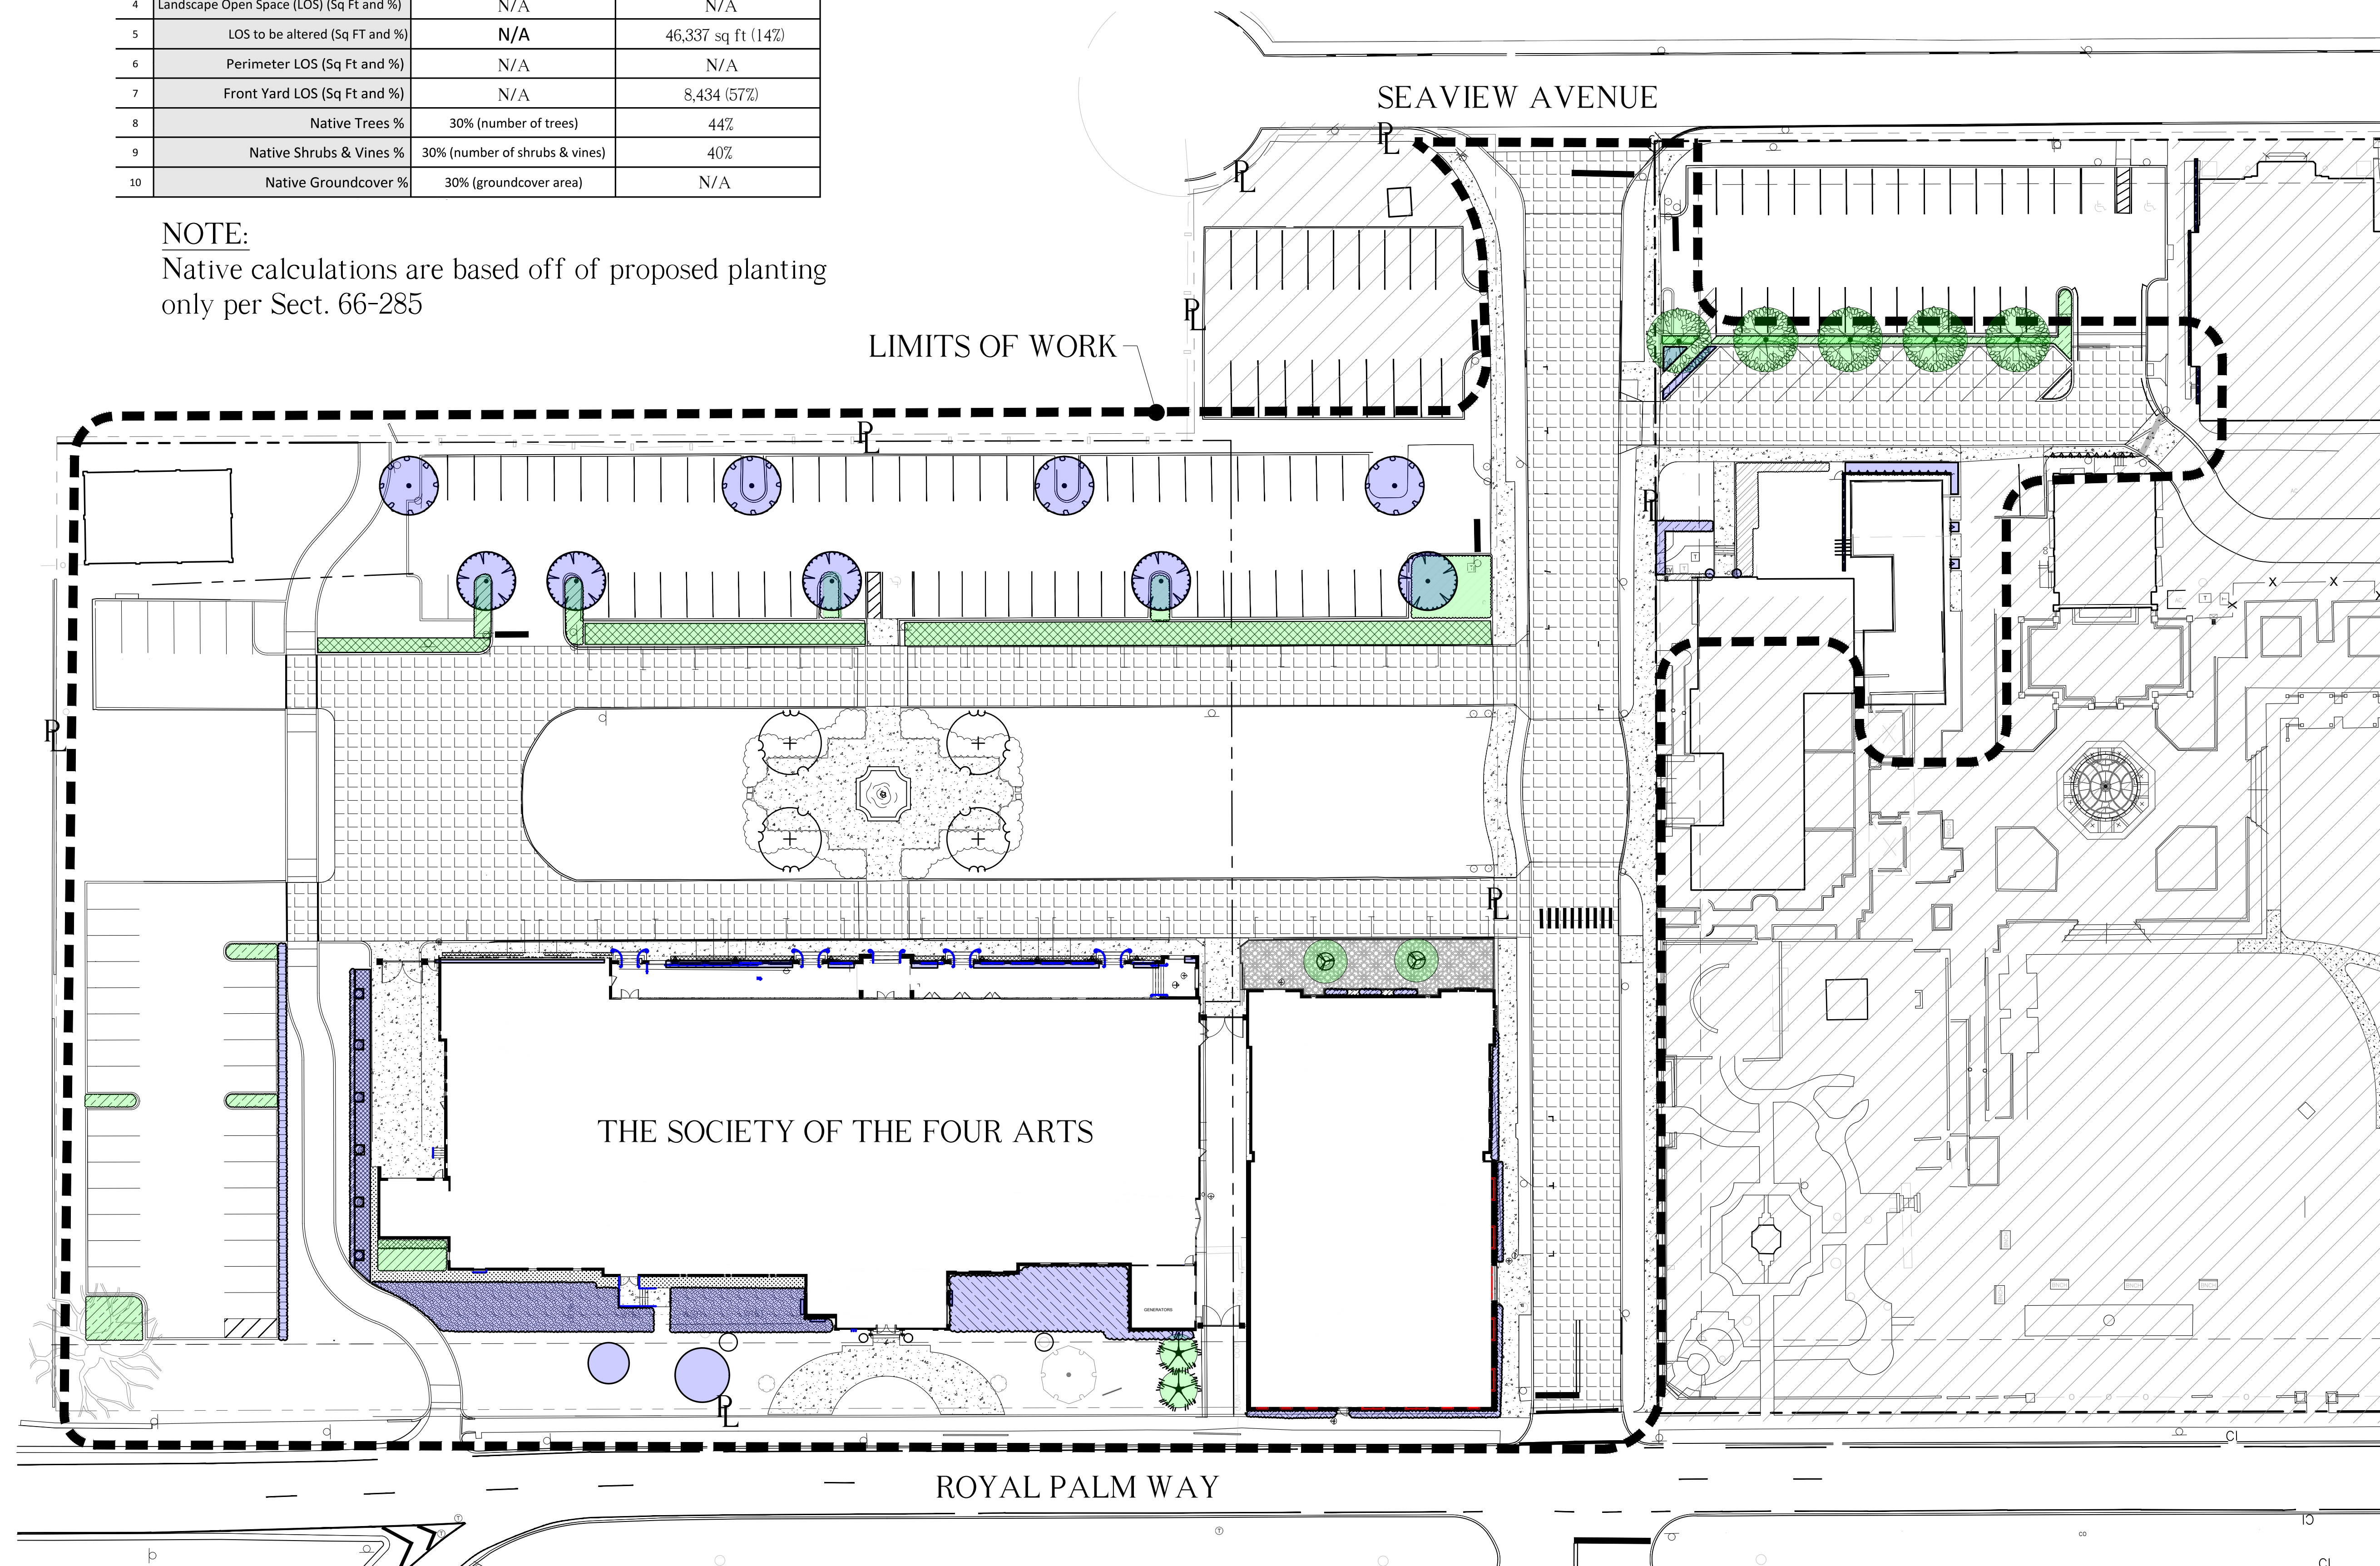 4 Landscape Open Space (LOS) (Sq Ft and %) N/A N/A
5 LOS to be altered (Sq FT and %) N/A 46,337 sq ft (14%)
6 Perimeter LOS (Sq Ft and %) N/A N/A
7 Front Yard LOS (Sq Ft and %) N/A 8,434 (57%)
8 Native Trees % 30% (number of trees) 44%
9 Native Shrubs & Vines % 30% (number of shrubs & vines) 40%
10 Native Groundcover % 30% (groundcover area) N/A
NOTE:
Native calculations are based off of proposed planting
only per Sect. 66-285
SEAVIEW AVENUE
PL
PL
PL
LIMITS OF WORK
PL
PL
PL
PL
THE SOCIETY OF THE FOUR ARTS
GENERATORS
PL
ROYAL PALM WAY